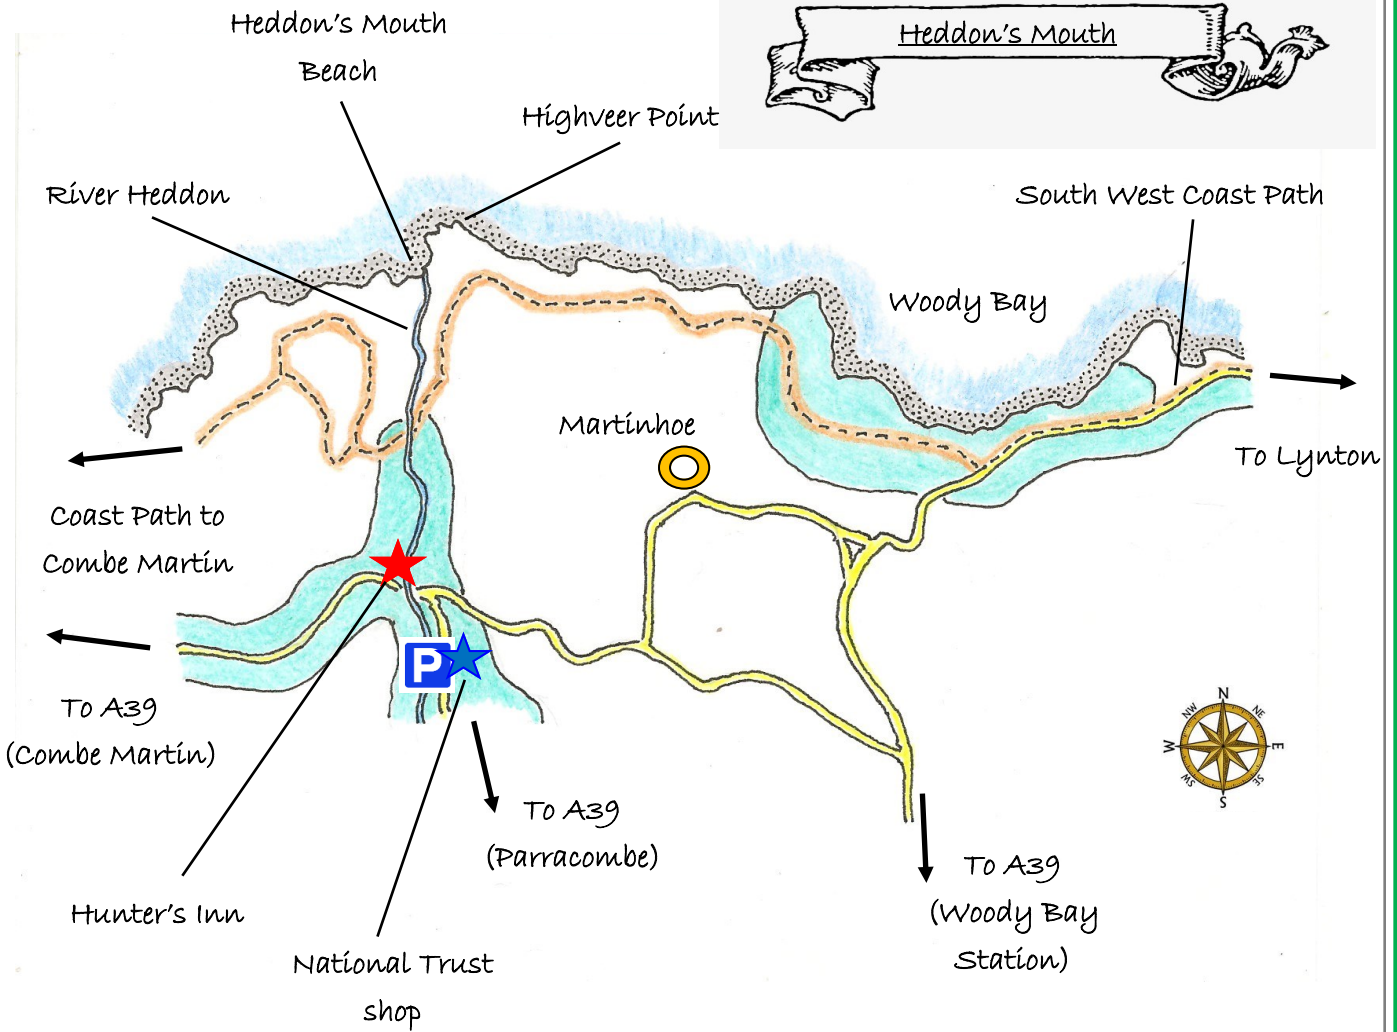 Heddon's Mouth
Heddon's Mouth
Beach
Highveer Point
River Heddon
South West Coast Path
Woody Bay
Martinhoe
To Lynton
Coast Path to
Combe Martin
P
To A39
(Combe Martin)
To A39
(Parracombe)
To A39
(Woody Bay
Station)
Hunter's Inn
National Trust
shop
N
NE
E
SE
S
SW
W
NW